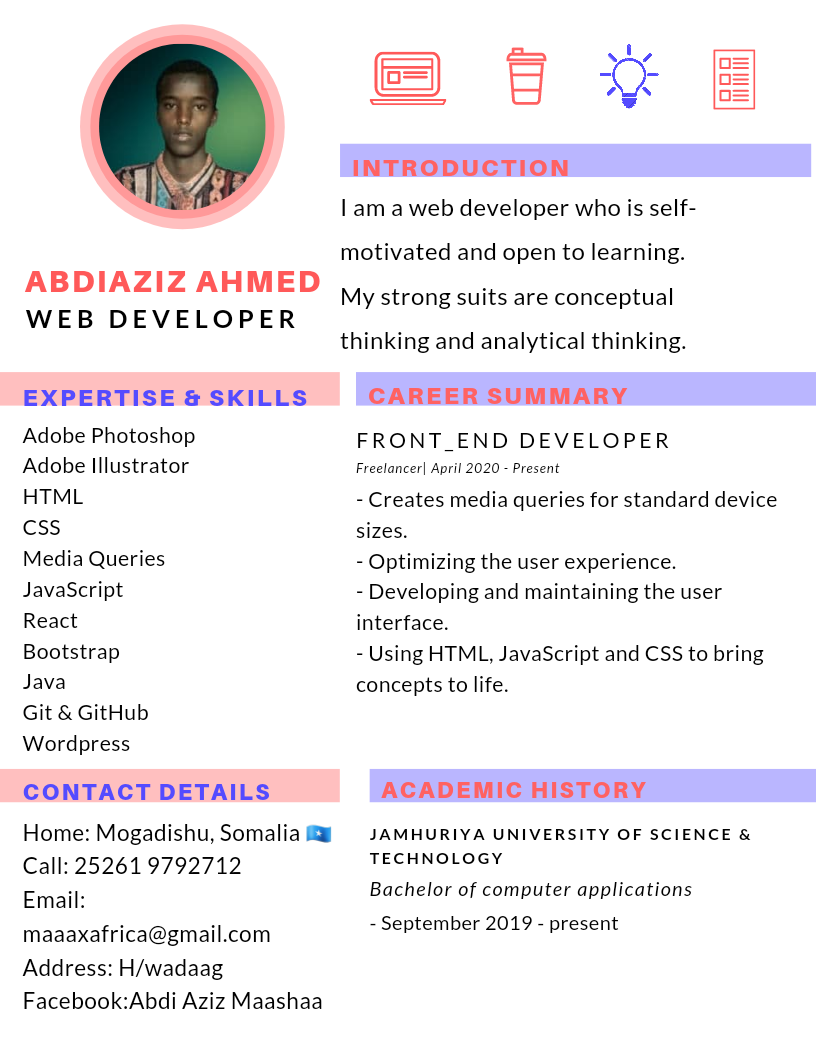 ABDIAZIZ AHMED
WEB DEVELOPER
INTRODUCTION
I am a web developer who is self-
motivated and open to learning.
My strong suits are conceptual
thinking and analytical thinking.
EXPERTISE & SKILLS
Adobe Photoshop
Adobe Illustrator
HTML
CSS
Media Queries
JavaScript
React
Bootstrap
Java
Git & GitHub
Wordpress
CAREER SUMMARY
FRONT_END DEVELOPER
Freelancer| April 2020 - Present
- Creates media queries for standard device
sizes.
- Optimizing the user experience.
- Developing and maintaining the user
interface.
- Using HTML, JavaScript and CSS to bring
concepts to life.
CONTACT DETAILS
Home: Mogadishu, Somalia 🇸🇴
Call: 25261 9792712
Email:
maaaxafrica@gmail.com
Address: H/wadaag
Facebook:Abdi Aziz Maashaa
ACADEMIC HISTORY
JAMHURIYA UNIVERSITY OF SCIENCE &
TECHNOLOGY
Bachelor of computer applications
- September 2019 - present